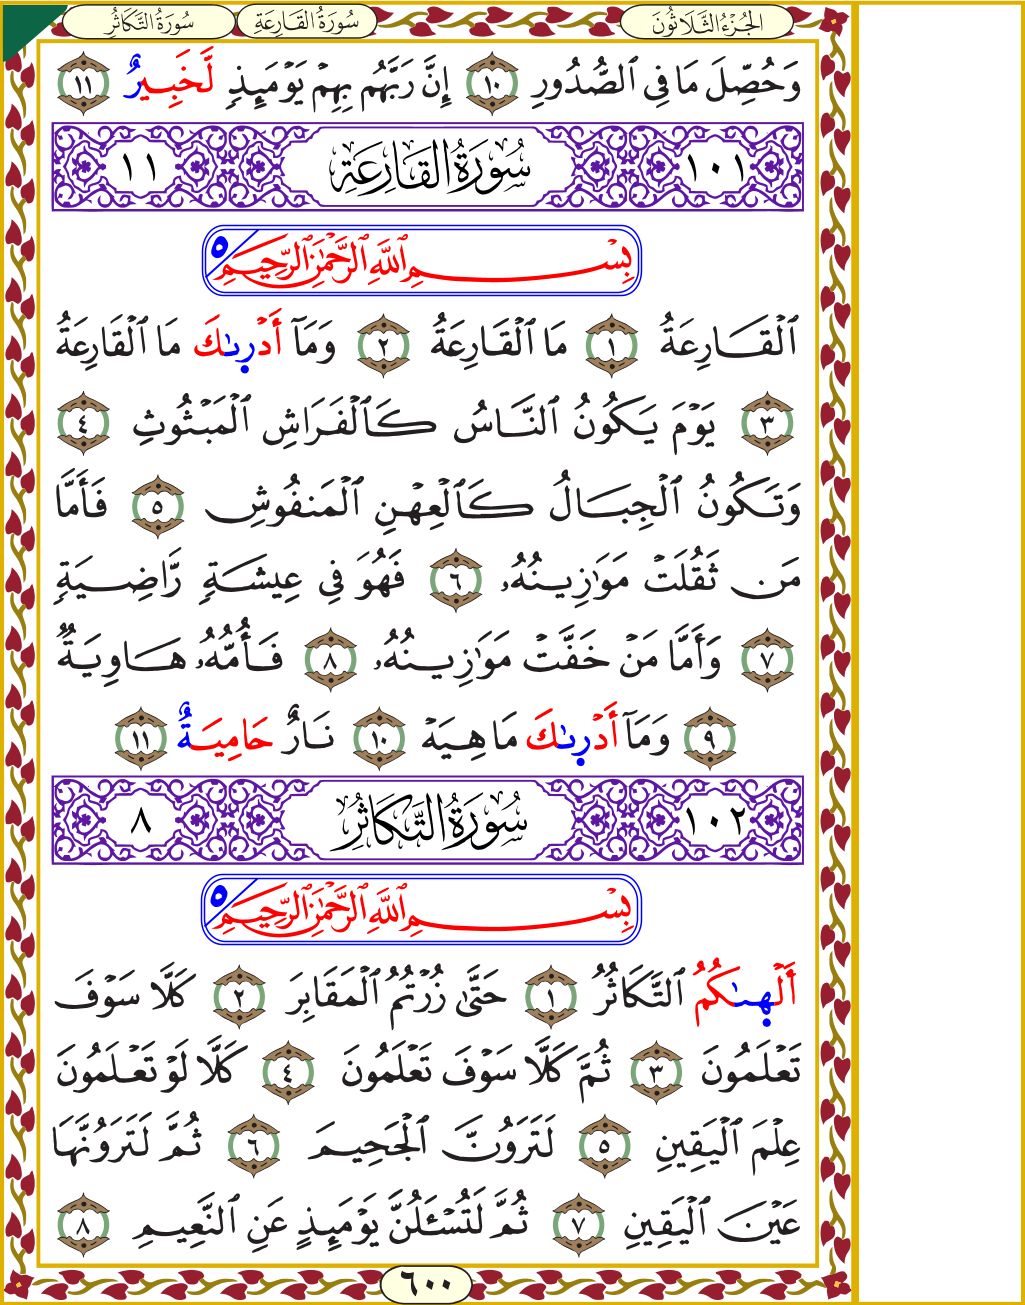 الجُزْءُ الثَّلَاثُونَ سُورَةُ القَارِعَةِ سُورَةُ التَّكَاثُرِ
وَحُصِّلَ مَا فِي ٱلصُّدُورِ ١٠ إِنَّ رَبَّهُم بِهِمْ يَوْمَئِذٖ لَّخَبِيرٌۢ ١١
١٠١ سُورَةُ القَارِعَةِ ١١
بِسْمِ ٱللَّهِ ٱلرَّحْمَٰنِ ٱلرَّحِيمِ ٥
ٱلْقَارِعَةُ ١ مَا ٱلْقَارِعَةُ ٢ وَمَآ أَدْرىٰكَ مَا ٱلْقَارِعَةُ
٣ يَوْمَ يَكُونُ ٱلنَّاسُ كَٱلْفَرَاشِ ٱلْمَبْثُوثِ ٤
وَتَكُونُ ٱلْجِبَالُ كَٱلْعِهْنِ ٱلْمَنفُوشِ ٥ فَأَمَّا
مَن ثَقُلَتْ مَوَٰزِينُهُۥ ٦ فَهُوَ فِي عِيشَةٖ رَّاضِيَةٖ
٧ وَأَمَّا مَنْ خَفَّتْ مَوَٰزِينُهُۥ ٨ فَأُمُّهُۥ هَاوِيَةٞ
٩ وَمَآ أَدْرىٰكَ مَا هِيَهْ ١٠ نَارٌ حَامِيَةٌۢ ١١
١٠٢ سُورَةُ التَّكَاثُرِ ٨
بِسْمِ ٱللَّهِ ٱلرَّحْمَٰنِ ٱلرَّحِيمِ ٥
أَلْهىٰكُمُ ٱلتَّكَاثُرُ ١ حَتَّىٰ زُرْتُمُ ٱلْمَقَابِرَ ٢ كَلَّا سَوْفَ
تَعْلَمُونَ ٣ ثُمَّ كَلَّا سَوْفَ تَعْلَمُونَ ٤ كَلَّا لَوْ تَعْلَمُونَ
عِلْمَ ٱلْيَقِينِ ٥ لَتَرَوُنَّ ٱلْجَحِيمَ ٦ ثُمَّ لَتَرَوُنَّهَا
عَيْنَ ٱلْيَقِينِ ٧ ثُمَّ لَتُسْـَٔلُنَّ يَوْمَئِذٍ عَنِ ٱلنَّعِيمِ ٨
٦٠٠